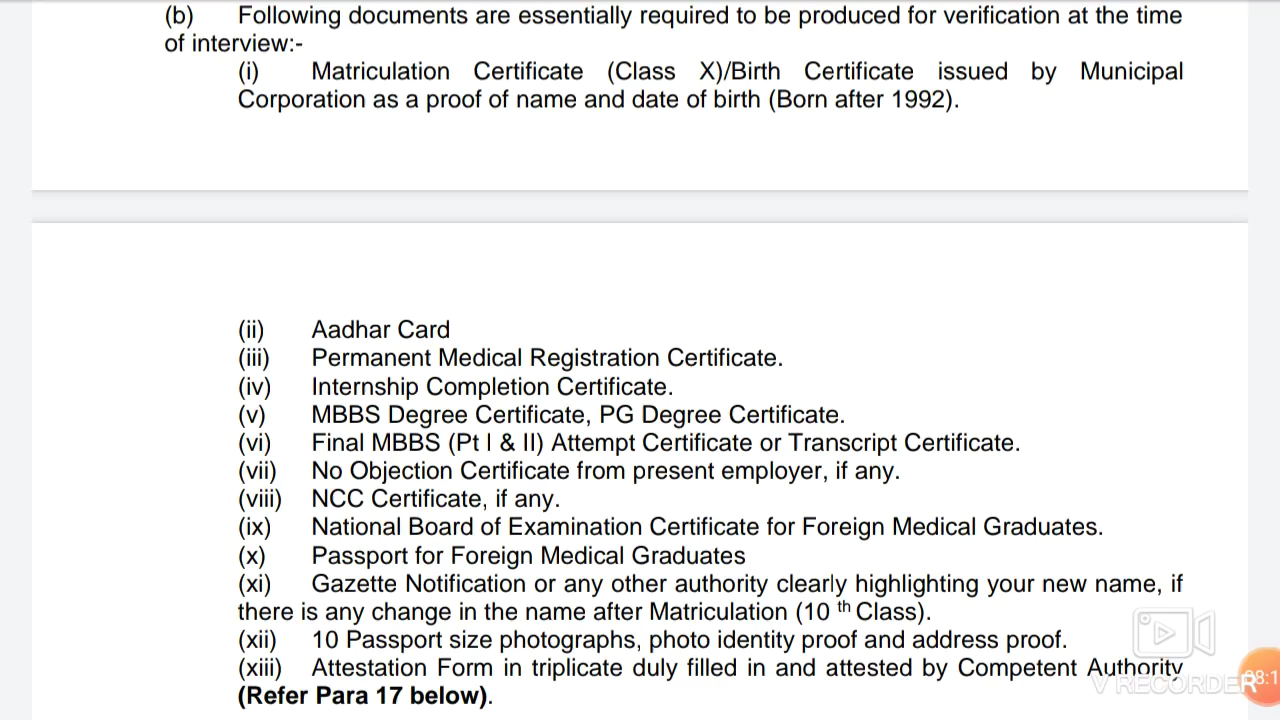 (b) Following documents are essentially required to be produced for verification at the time
of interview:-
(i) Matriculation Certificate (Class X)/Birth Certificate issued by Municipal
Corporation as a proof of name and date of birth (Born after 1992).
(ii) Aadhar Card
(iii) Permanent Medical Registration Certificate.
(iv) Internship Completion Certificate.
(v) MBBS Degree Certificate, PG Degree Certificate.
(vi) Final MBBS (Pt I & II) Attempt Certificate or Transcript Certificate.
(vii) No Objection Certificate from present employer, if any.
(viii) NCC Certificate, if any.
(ix) National Board of Examination Certificate for Foreign Medical Graduates.
(x) Passport for Foreign Medical Graduates
(xi) Gazette Notification or any other authority clearly highlighting your new name, if
there is any change in the name after Matriculation (10 th Class).
(xii) 10 Passport size photographs, photo identity proof and address proof.
(xiii) Attestation Form in triplicate duly filled in and attested by Competent Authority
(Refer Para 17 below).
V RECORDER